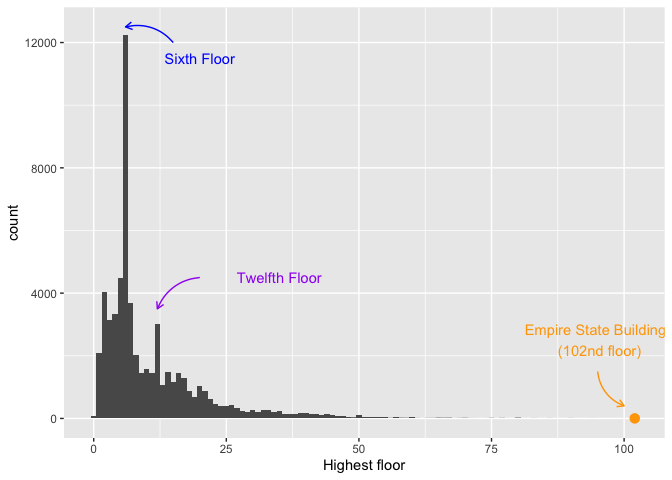 12000
Sixth Floor
8000
count
Twelfth Floor
4000
Empire State Building
(102nd floor)
0
0 25 50 75 100
Highest floor